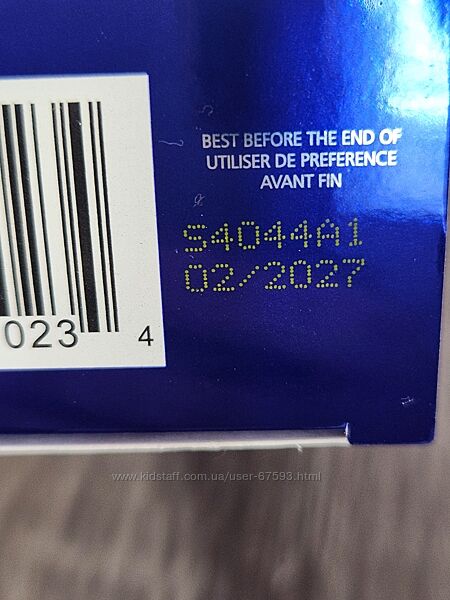 BEST BEFORE THE END OF
UTILISER DE PREFERENCE
AVANT FIN
S4044A1
02/2027
023 4
www.kidstaff.com.ua/user-67593.html